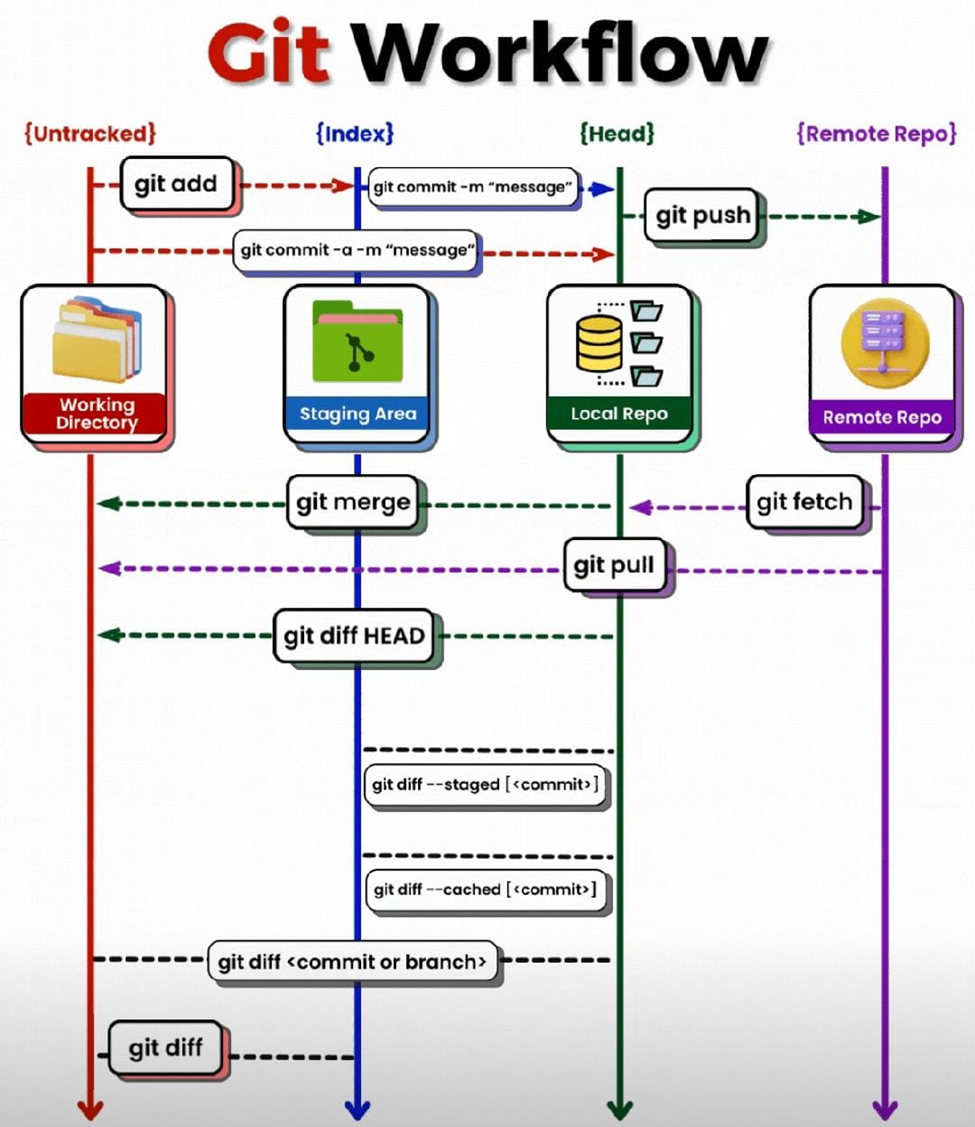 Git Workflow
{Untracked}
{Index}
{Head}
{Remote Repo}
git add
git commit -m “message”
git push
git commit -a -m “message”
Working
Directory
Staging Area
Local Repo
Remote Repo
git merge
git fetch
git pull
git diff HEAD
git diff --staged [<commit>]
git diff --cached [<commit>]
git diff <commit or branch>
git diff